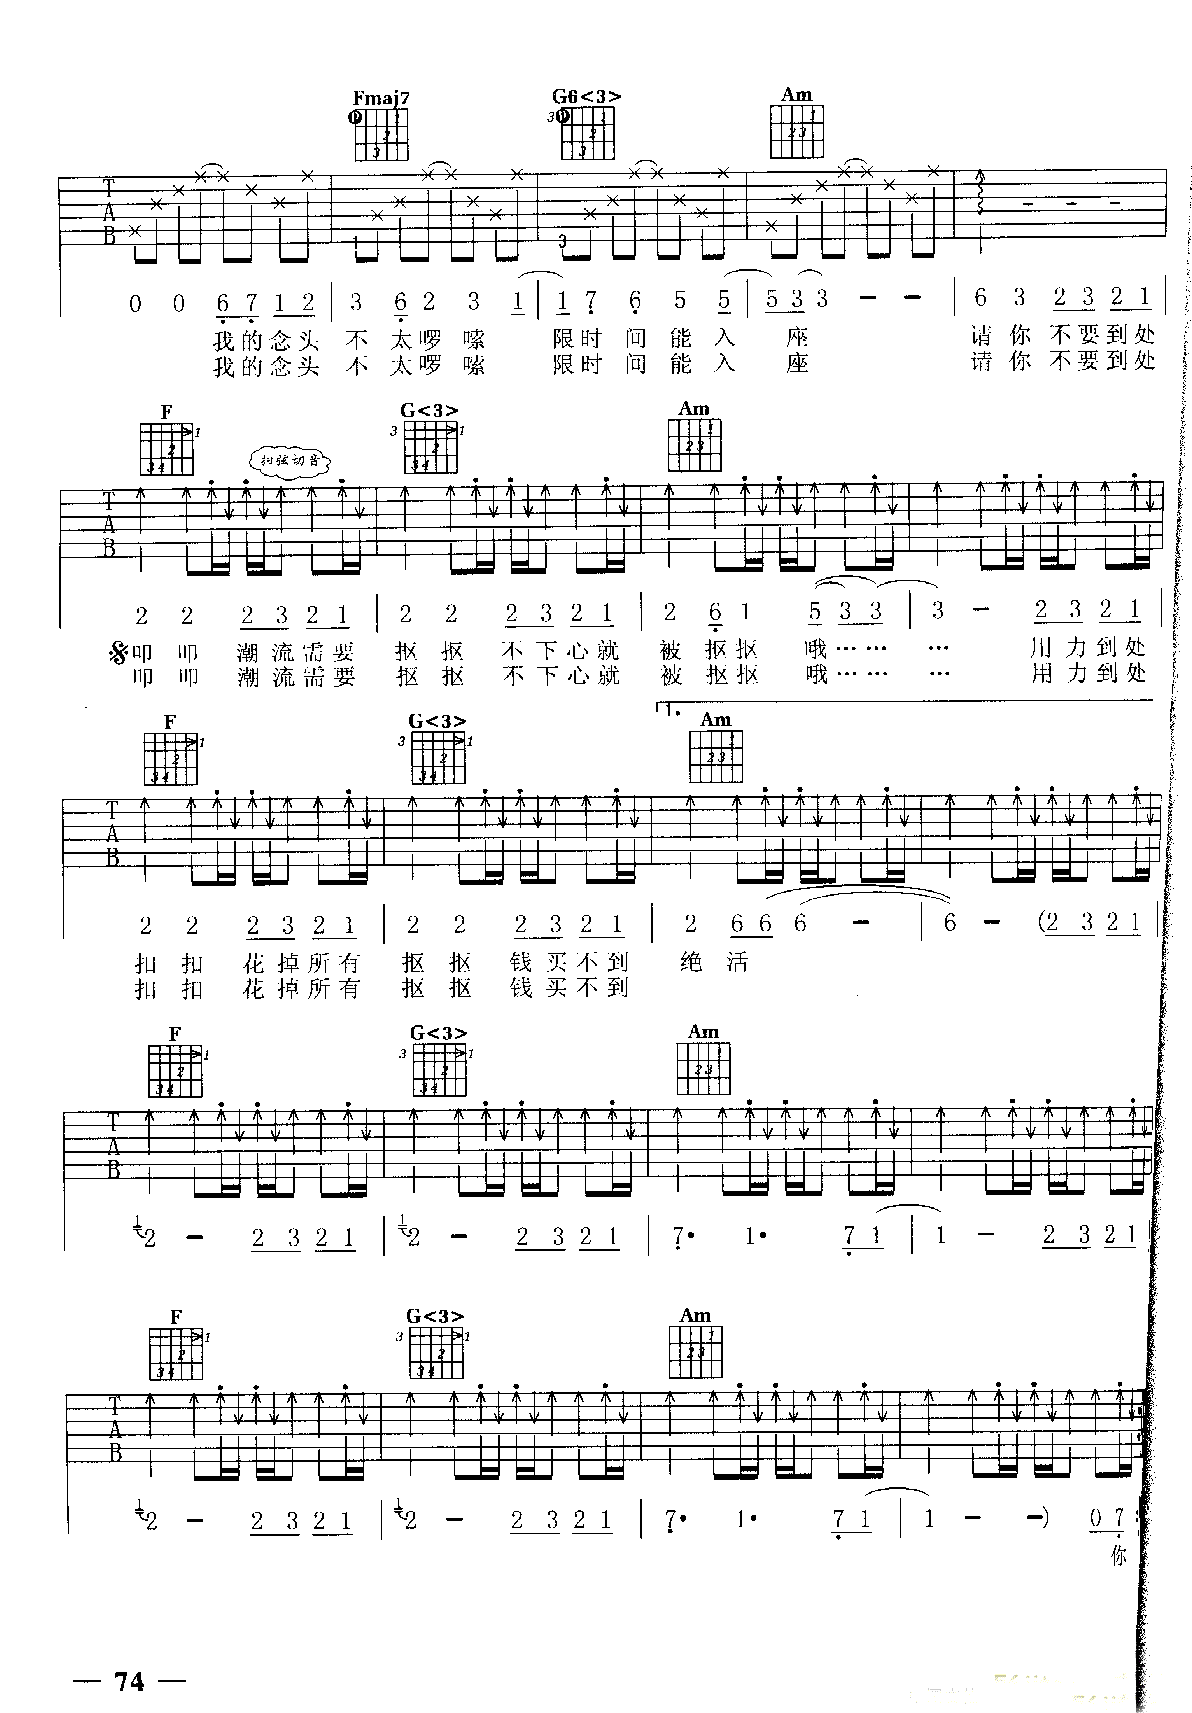 Fmaj7 G6<3> Am
T
A
B
0 0 6 7 1 2 | 3 6 2 3 1 | 1 7 6 5 5 | 5 3 3 – – | 6 3 2 3 2 1 |
我的念头 不 太啰嗦 限时 间 能 入 座 请 你 不要到处
我的念头 不 太啰嗦 限时 间 能 入 座 请 你 不要到处
F G<3> Am
扫弦切音
T
A
B
2 2 2 3 2 1 | 2 2 2 3 2 1 | 2 6 1 5 3 3 | 3 – 2 3 2 1 |
叩 叩 潮流需要 抠 抠 不下心就 被 抠抠 哦…… … 用力到处
叩 叩 潮流需要 抠 抠 不下心就 被 抠抠 哦…… … 用力到处
1.
F G<3> Am
T
A
B
2 2 2 3 2 1 | 2 2 2 3 2 1 | 2 6 6 6 – | 6 – (2 3 2 1 |
扣 扣 花掉所有 抠 抠 钱买不到 绝 活
扣 扣 花掉所有 抠 抠 钱买不到
F G<3> Am
T
A
B
1 2 – 2 3 2 1 | 1 2 – 2 3 2 1 | 7· 1· 7 1 | 1 – 2 3 2 1
F G<3> Am
T
A
B
1 2 – 2 3 2 1 | 1 2 – 2 3 2 1 | 7· 1· 7 1 | 1 – –) 0 7
你
— 74 —